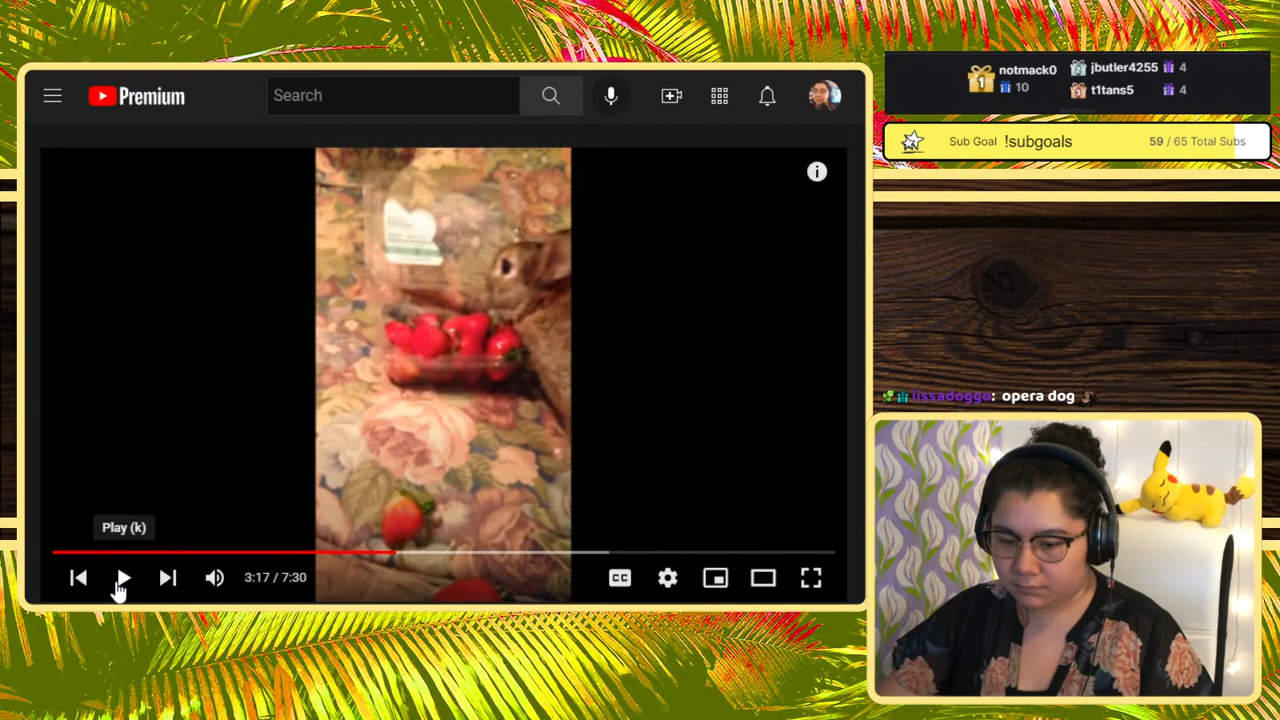 Premium
Search
notmack0
10
jbutler4255 4
t1tans5 4
Sub Goal !subgoals 59 / 65 Total Subs
lissadoggo: opera dog
Play (k)
3:17 / 7:30
CC